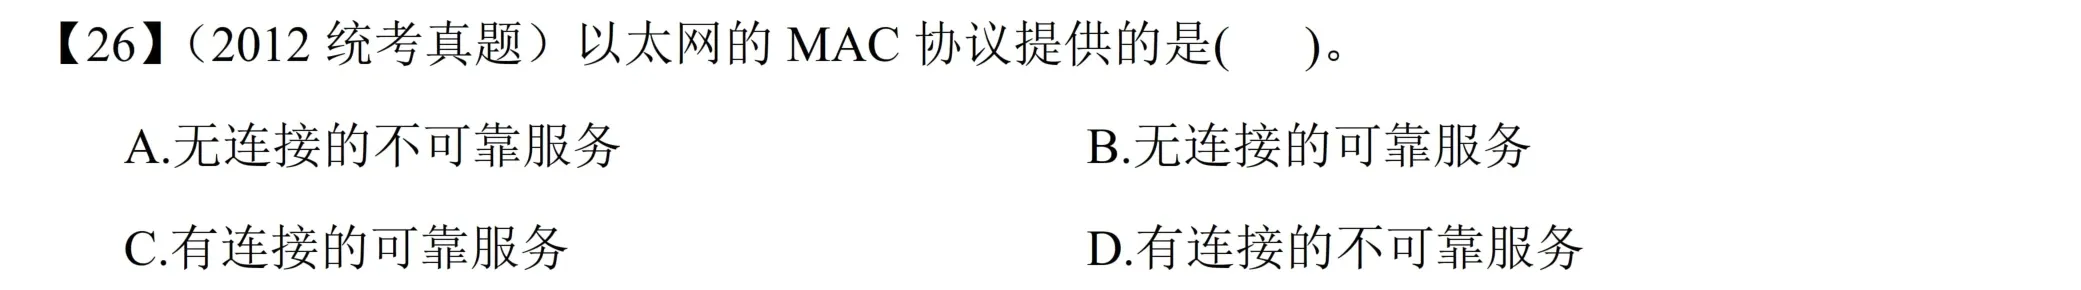 【26】（2012 统考真题）以太网的 MAC 协议提供的是(　　)。
A.无连接的不可靠服务　　B.无连接的可靠服务
C.有连接的可靠服务　　D.有连接的不可靠服务